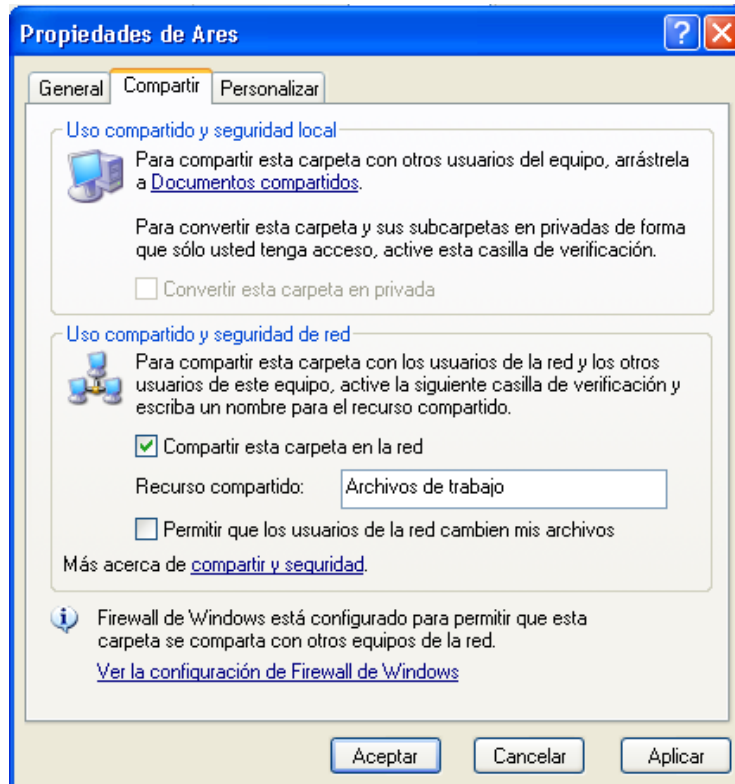 Propiedades de Ares
General
Compartir
Personalizar
Uso compartido y seguridad local
Para compartir esta carpeta con otros usuarios del equipo, arrástrela
a Documentos compartidos.
Para convertir esta carpeta y sus subcarpetas en privadas de forma
que sólo usted tenga acceso, active esta casilla de verificación.
Convertir esta carpeta en privada
Uso compartido y seguridad de red
Para compartir esta carpeta con los usuarios de la red y los otros
usuarios de este equipo, active la siguiente casilla de verificación y
escriba un nombre para el recurso compartido.
Compartir esta carpeta en la red
Recurso compartido: Archivos de trabajo
Permitir que los usuarios de la red cambien mis archivos
Más acerca de compartir y seguridad.
Firewall de Windows está configurado para permitir que esta
carpeta se comparta con otros equipos de la red.
Ver la configuración de Firewall de Windows
Aceptar
Cancelar
Aplicar